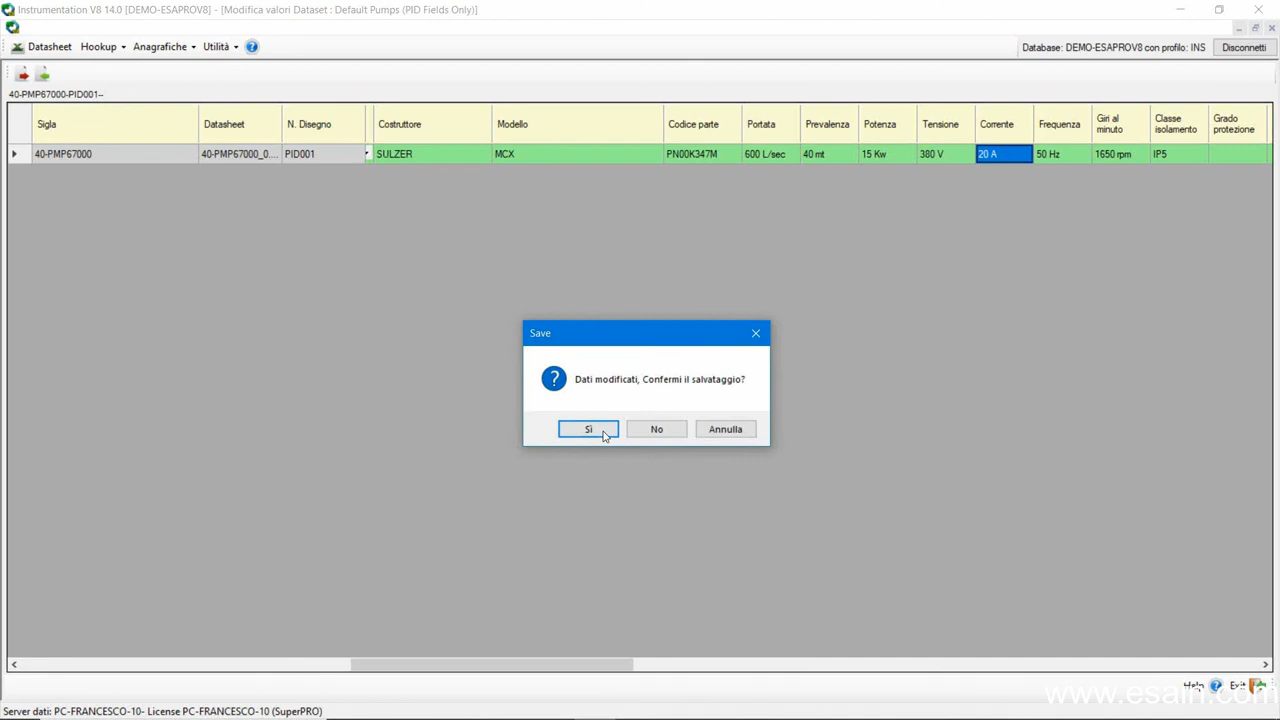 Instrumentation V8 14.0 [DEMO-ESAPROV8] - [Modifica valori Dataset : Default Pumps (PID Fields Only)]
Datasheet Hookup Anagrafiche Utilità Database: DEMO-ESAPROV8 con profilo: INS Disconnetti
40-PMP67000-PID001--
Sigla Datasheet N. Disegno Costruttore Modello Codice parte Portata Prevalenza Potenza Tensione Corrente Frequenza Giri al minuto Classe isolamento Grado protezione
40-PMP67000 40-PMP67000_0... PID001 SULZER MCX PN00K347M 600 L/sec 40 mt 15 Kw 380 V 20 A 50 Hz 1650 rpm IP5
Save
Dati modificati, Confermi il salvataggio?
Sì No Annulla
Help Exit
www.esain.com
Server dati: PC-FRANCESCO-10- License PC-FRANCESCO-10 (SuperPRO)